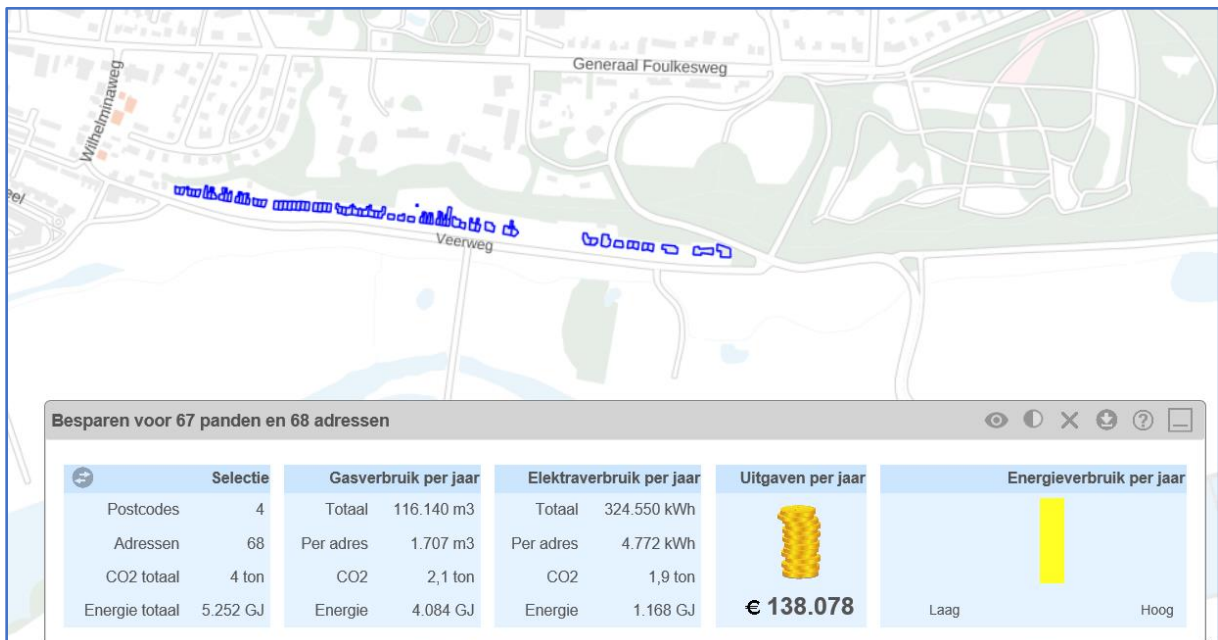 Generaal Foulkesweg
Wilhelminaweg
eel
Veerweg
Besparen voor 67 panden en 68 adressen
Selectie
Postcodes 4
Adressen 68
CO2 totaal 4 ton
Energie totaal 5.252 GJ
Gasverbruik per jaar
Totaal 116.140 m3
Per adres 1.707 m3
CO2 2,1 ton
Energie 4.084 GJ
Elektraverbruik per jaar
Totaal 324.550 kWh
Per adres 4.772 kWh
CO2 1,9 ton
Energie 1.168 GJ
Uitgaven per jaar
€ 138.078
Energieverbruik per jaar
Laag Hoog